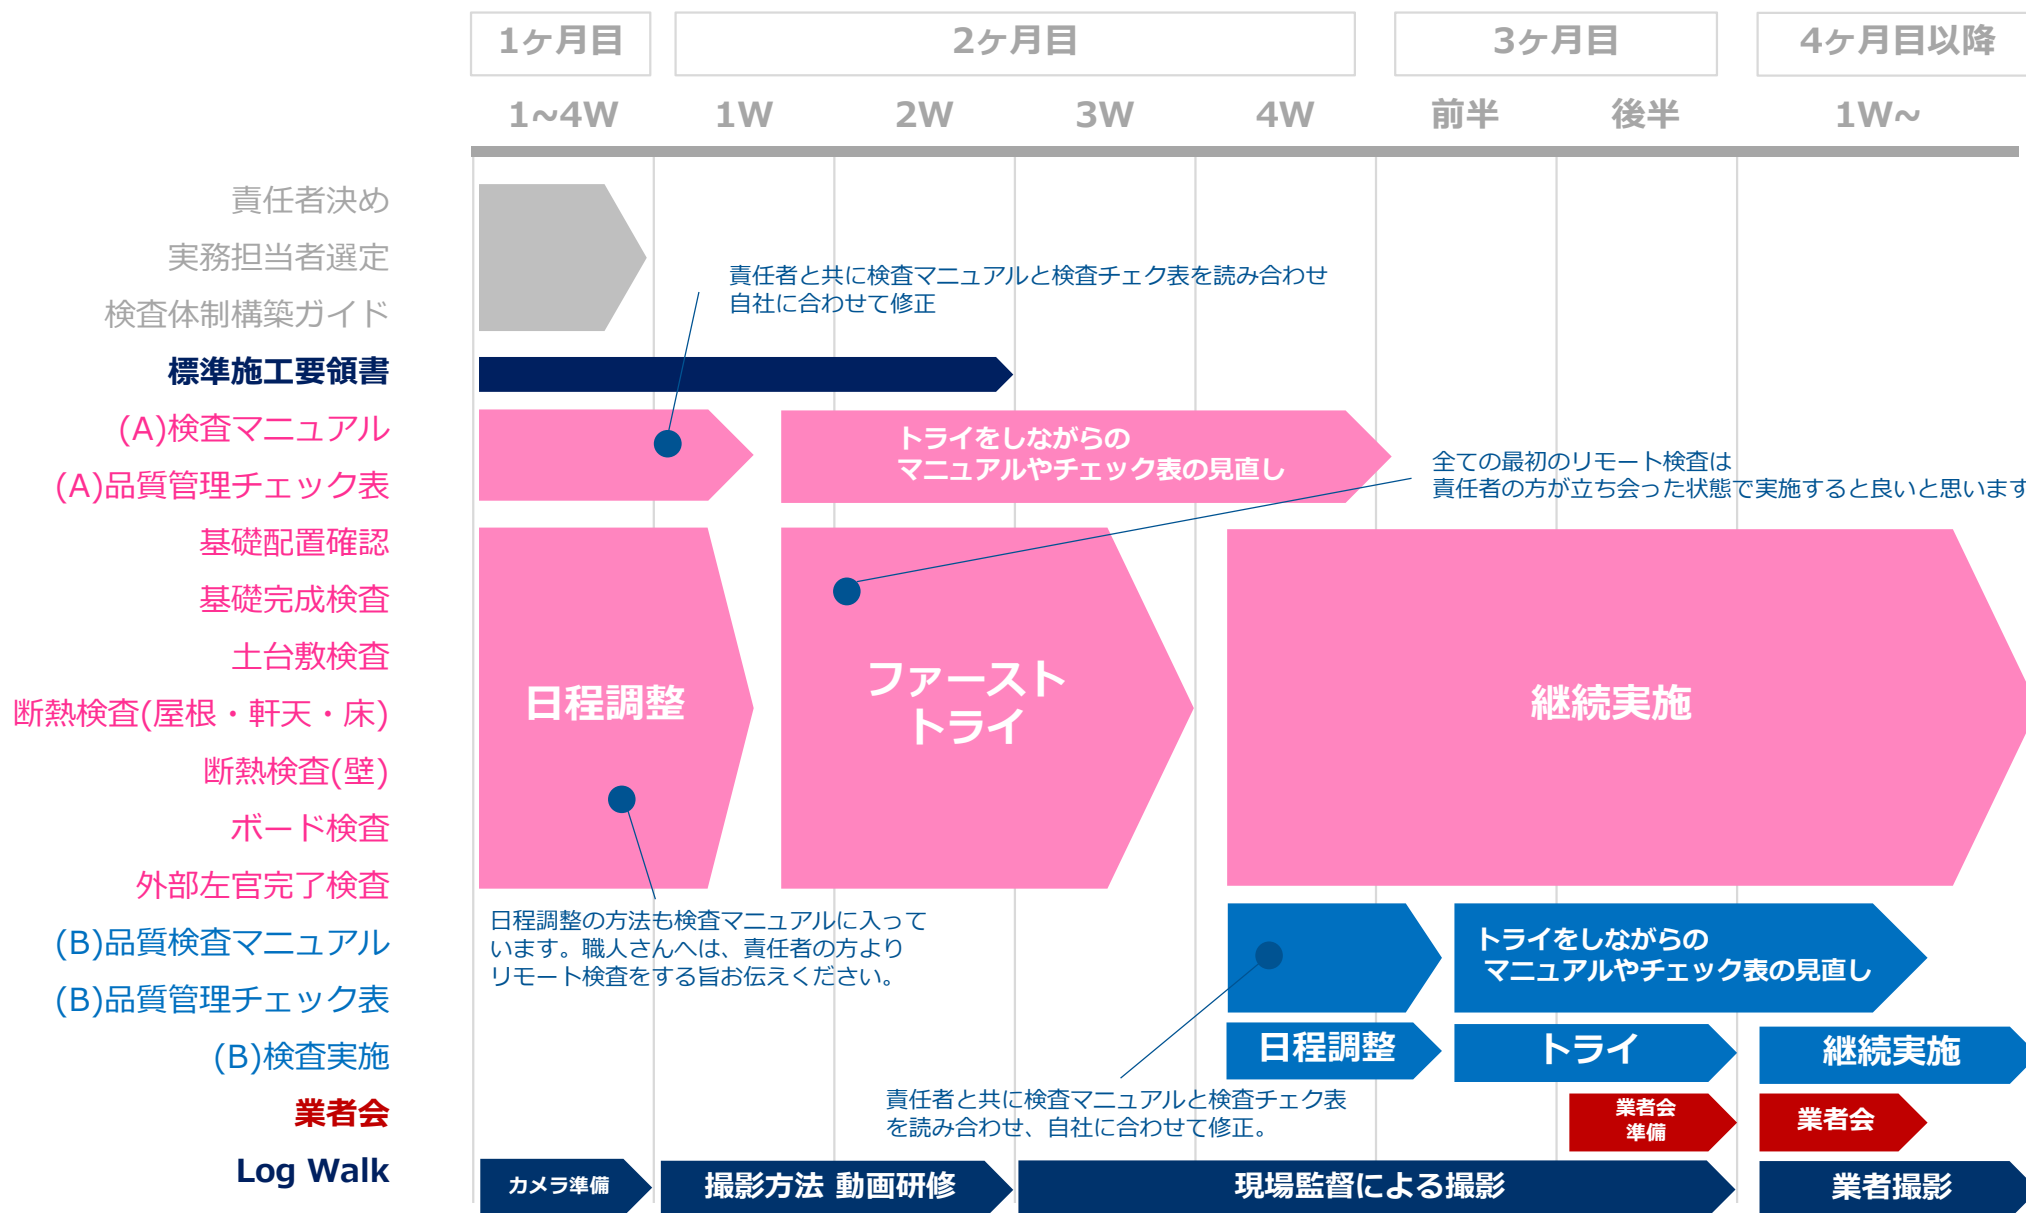 1ヶ月目
2ヶ月目
3ヶ月目
4ヶ月目以降
1~4W
1W
2W
3W
4W
前半
後半
1W~
責任者決め
実務担当者選定
検査体制構築ガイド
標準施工要領書
(A)検査マニュアル
(A)品質管理チェック表
基礎配置確認
基礎完成検査
土台敷検査
断熱検査(屋根・軒天・床)
断熱検査(壁)
ボード検査
外部左官完了検査
(B)品質検査マニュアル
(B)品質管理チェック表
(B)検査実施
業者会
Log Walk
責任者と共に検査マニュアルと検査チェク表を読み合わせ
自社に合わせて修正
トライをしながらの
マニュアルやチェック表の見直し
全ての最初のリモート検査は
責任者の方が立ち会った状態で実施すると良いと思います
日程調整
ファースト
トライ
継続実施
日程調整の方法も検査マニュアルに入って
います。職人さんへは、責任者の方より
リモート検査をする旨お伝えください。
トライをしながらの
マニュアルやチェック表の見直し
日程調整
トライ
継続実施
責任者と共に検査マニュアルと検査チェク表
を読み合わせ、自社に合わせて修正。
業者会
準備
業者会
カメラ準備
撮影方法 動画研修
現場監督による撮影
業者撮影